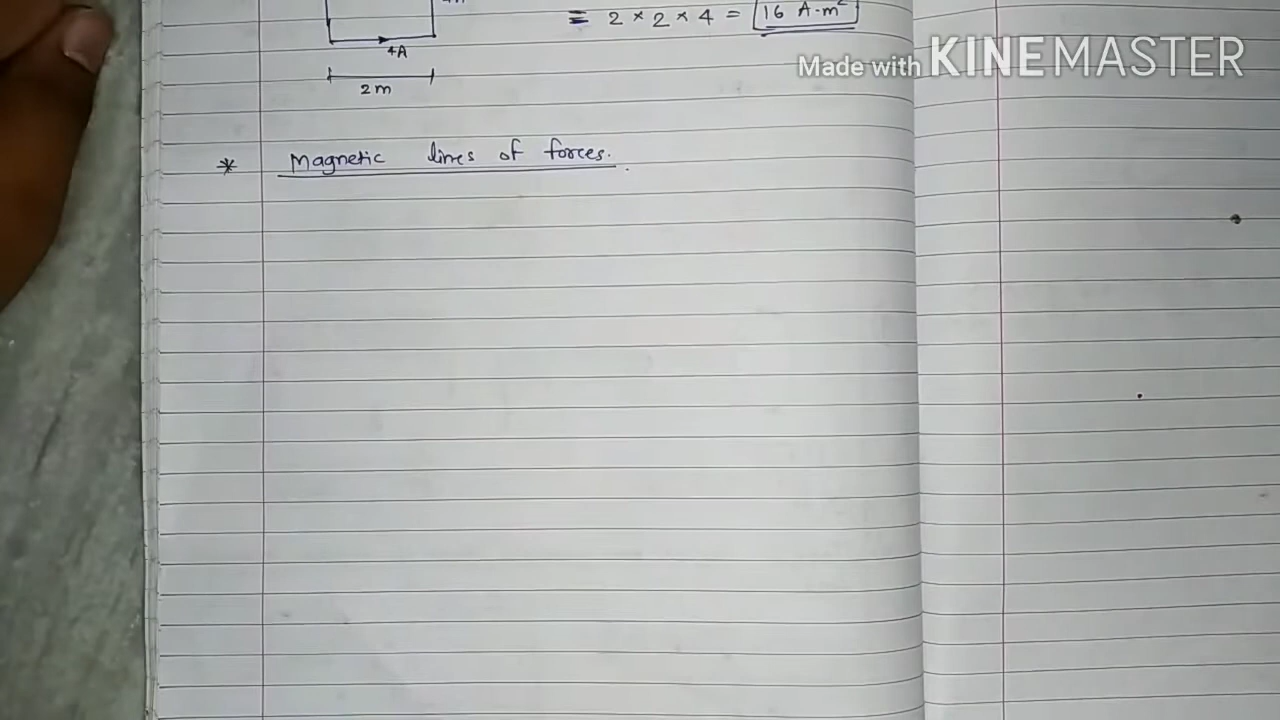 = 2 × 2 × 4 = 16 A·m²
4A
2 m
Made with KINEMASTER
* Magnetic lines of forces.